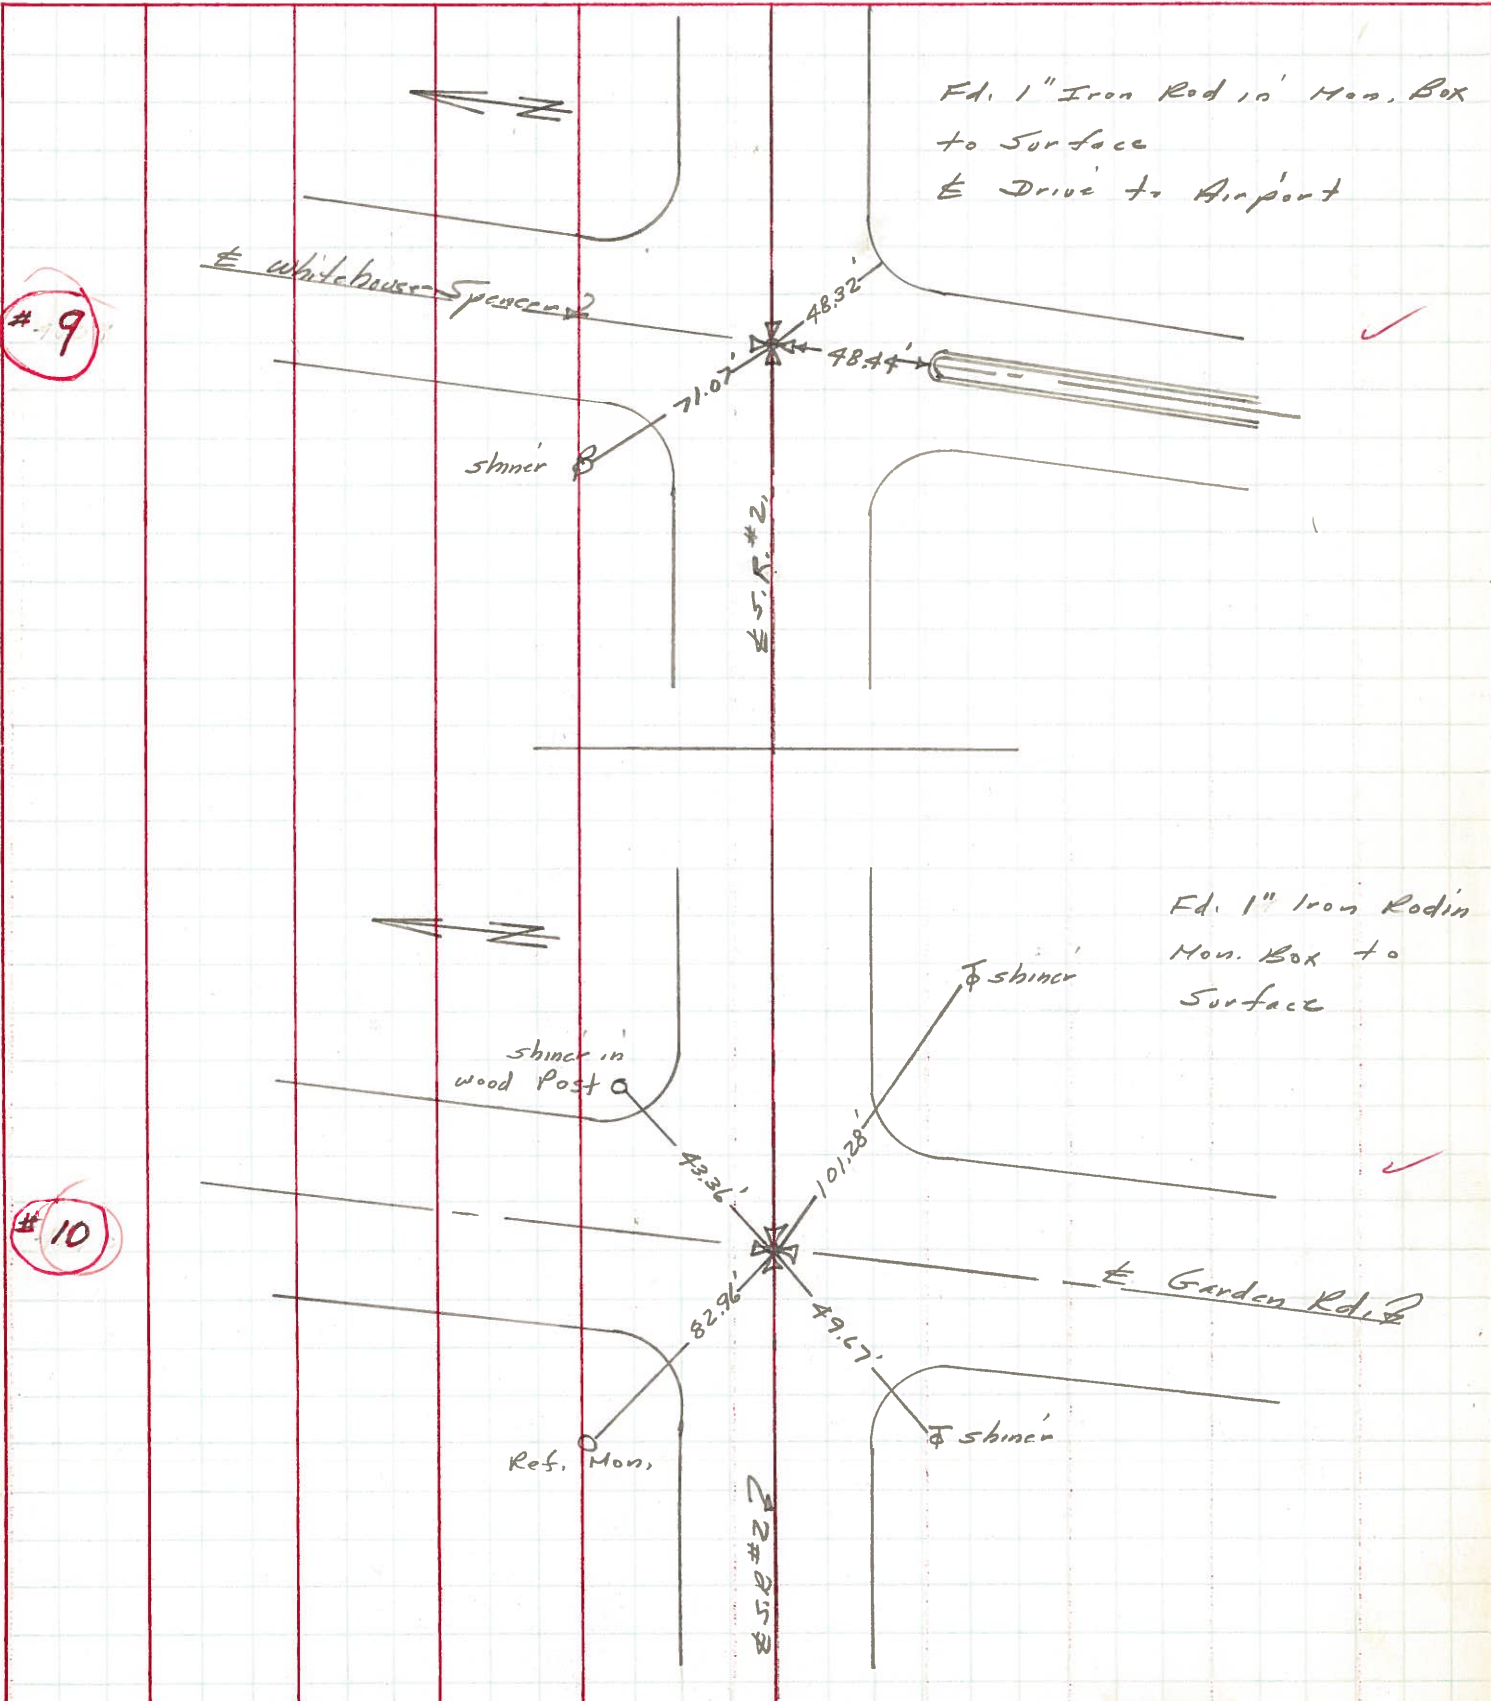 Fd. 1" Iron Rod in Mon. Box
to Surface
℄ Drive to Airport
N
℄ Whitehouse-Spencer
# 9
48.32'
48.44'
71.07'
shiner
℄ S.R. #2
Fd. 1" Iron Rod in
Mon. Box to
Surface
N
shiner
shiner in
wood Post
43.36'
101.28'
# 10
℄ Garden Rd.
82.96'
49.67'
shiner
Ref. Mon.
℄ S.R #2